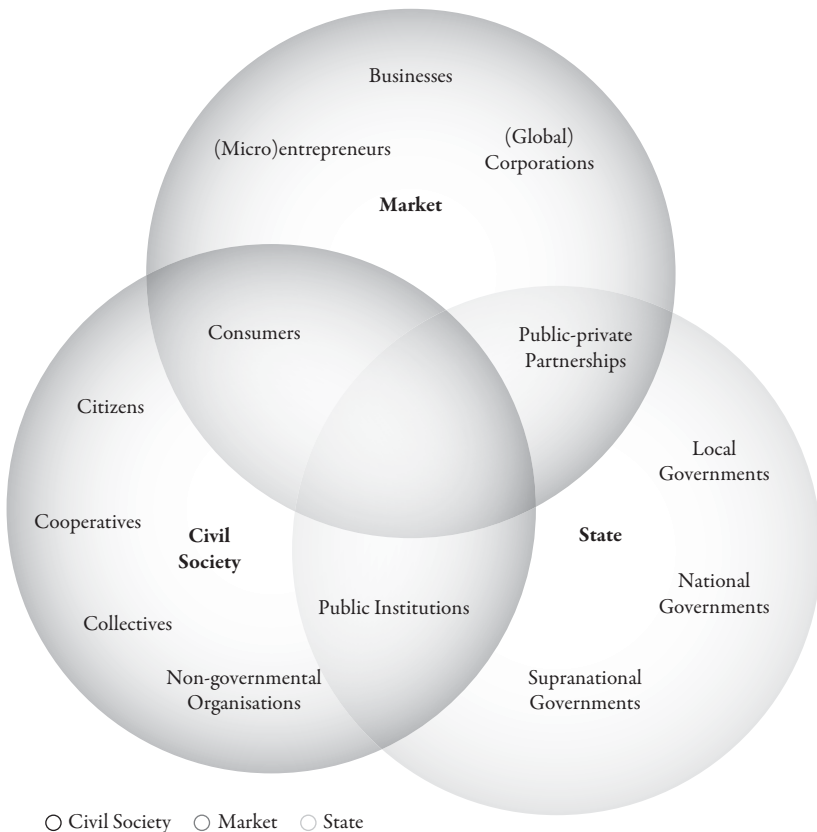 Businesses
(Micro)entrepreneurs
(Global)
Corporations
Market
Consumers
Public-private
Partnerships
Citizens
Local
Governments
Cooperatives
Civil
Society
State
National
Governments
Collectives
Public Institutions
Non-governmental
Organisations
Supranational
Governments
Civil Society Market State